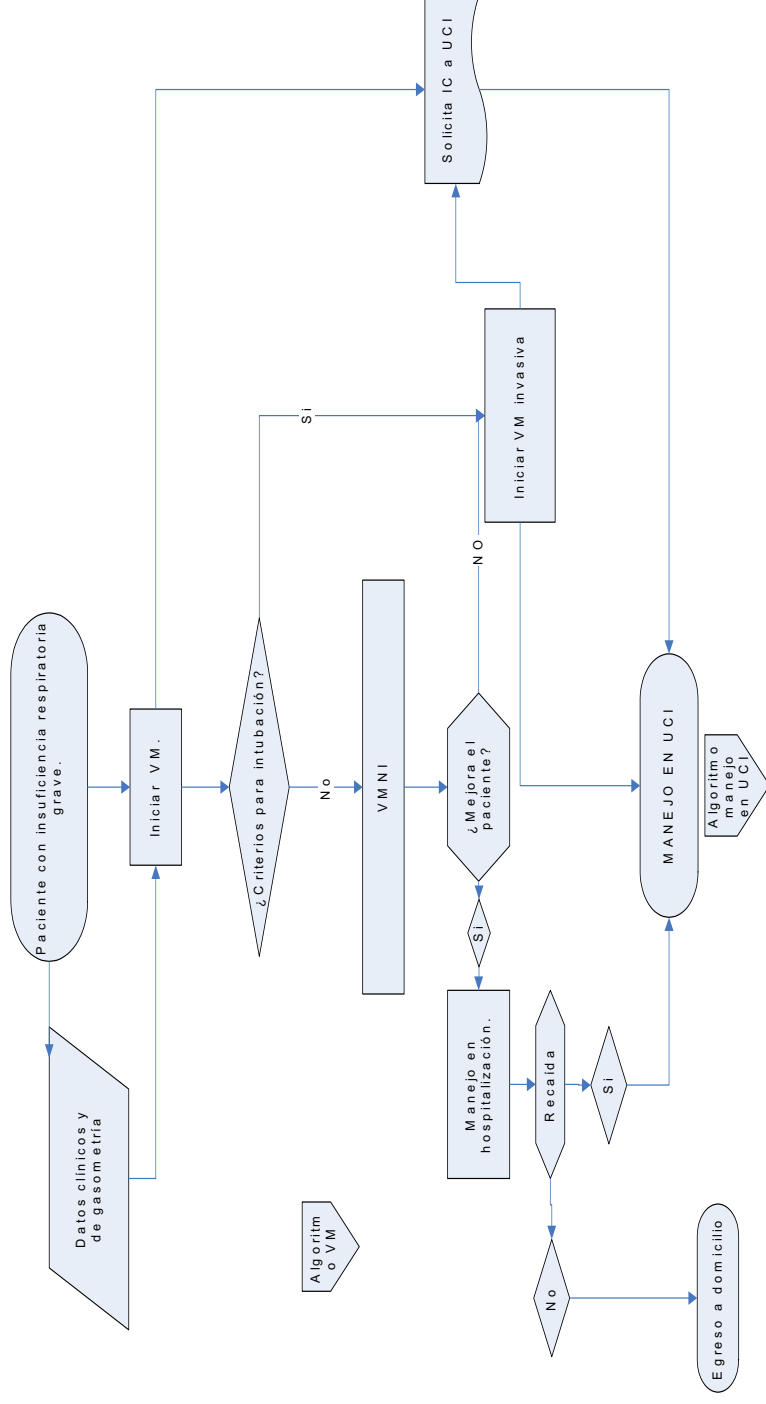 Paciente con insuficiencia respiratoria
grave.
Datos clínicos y
de gasometría
Iniciar VM.
¿Criterios para intubación?
Si
No
VMNI
Algoritm
o VM
¿Mejora el
paciente?
NO
Si
Iniciar VM invasiva
Solicita IC a UCI
Manejo en
hospitalización.
Recaida
Si
No
MANEJO EN UCI
Algoritmo
manejo
en UCI
Egreso a domicilio